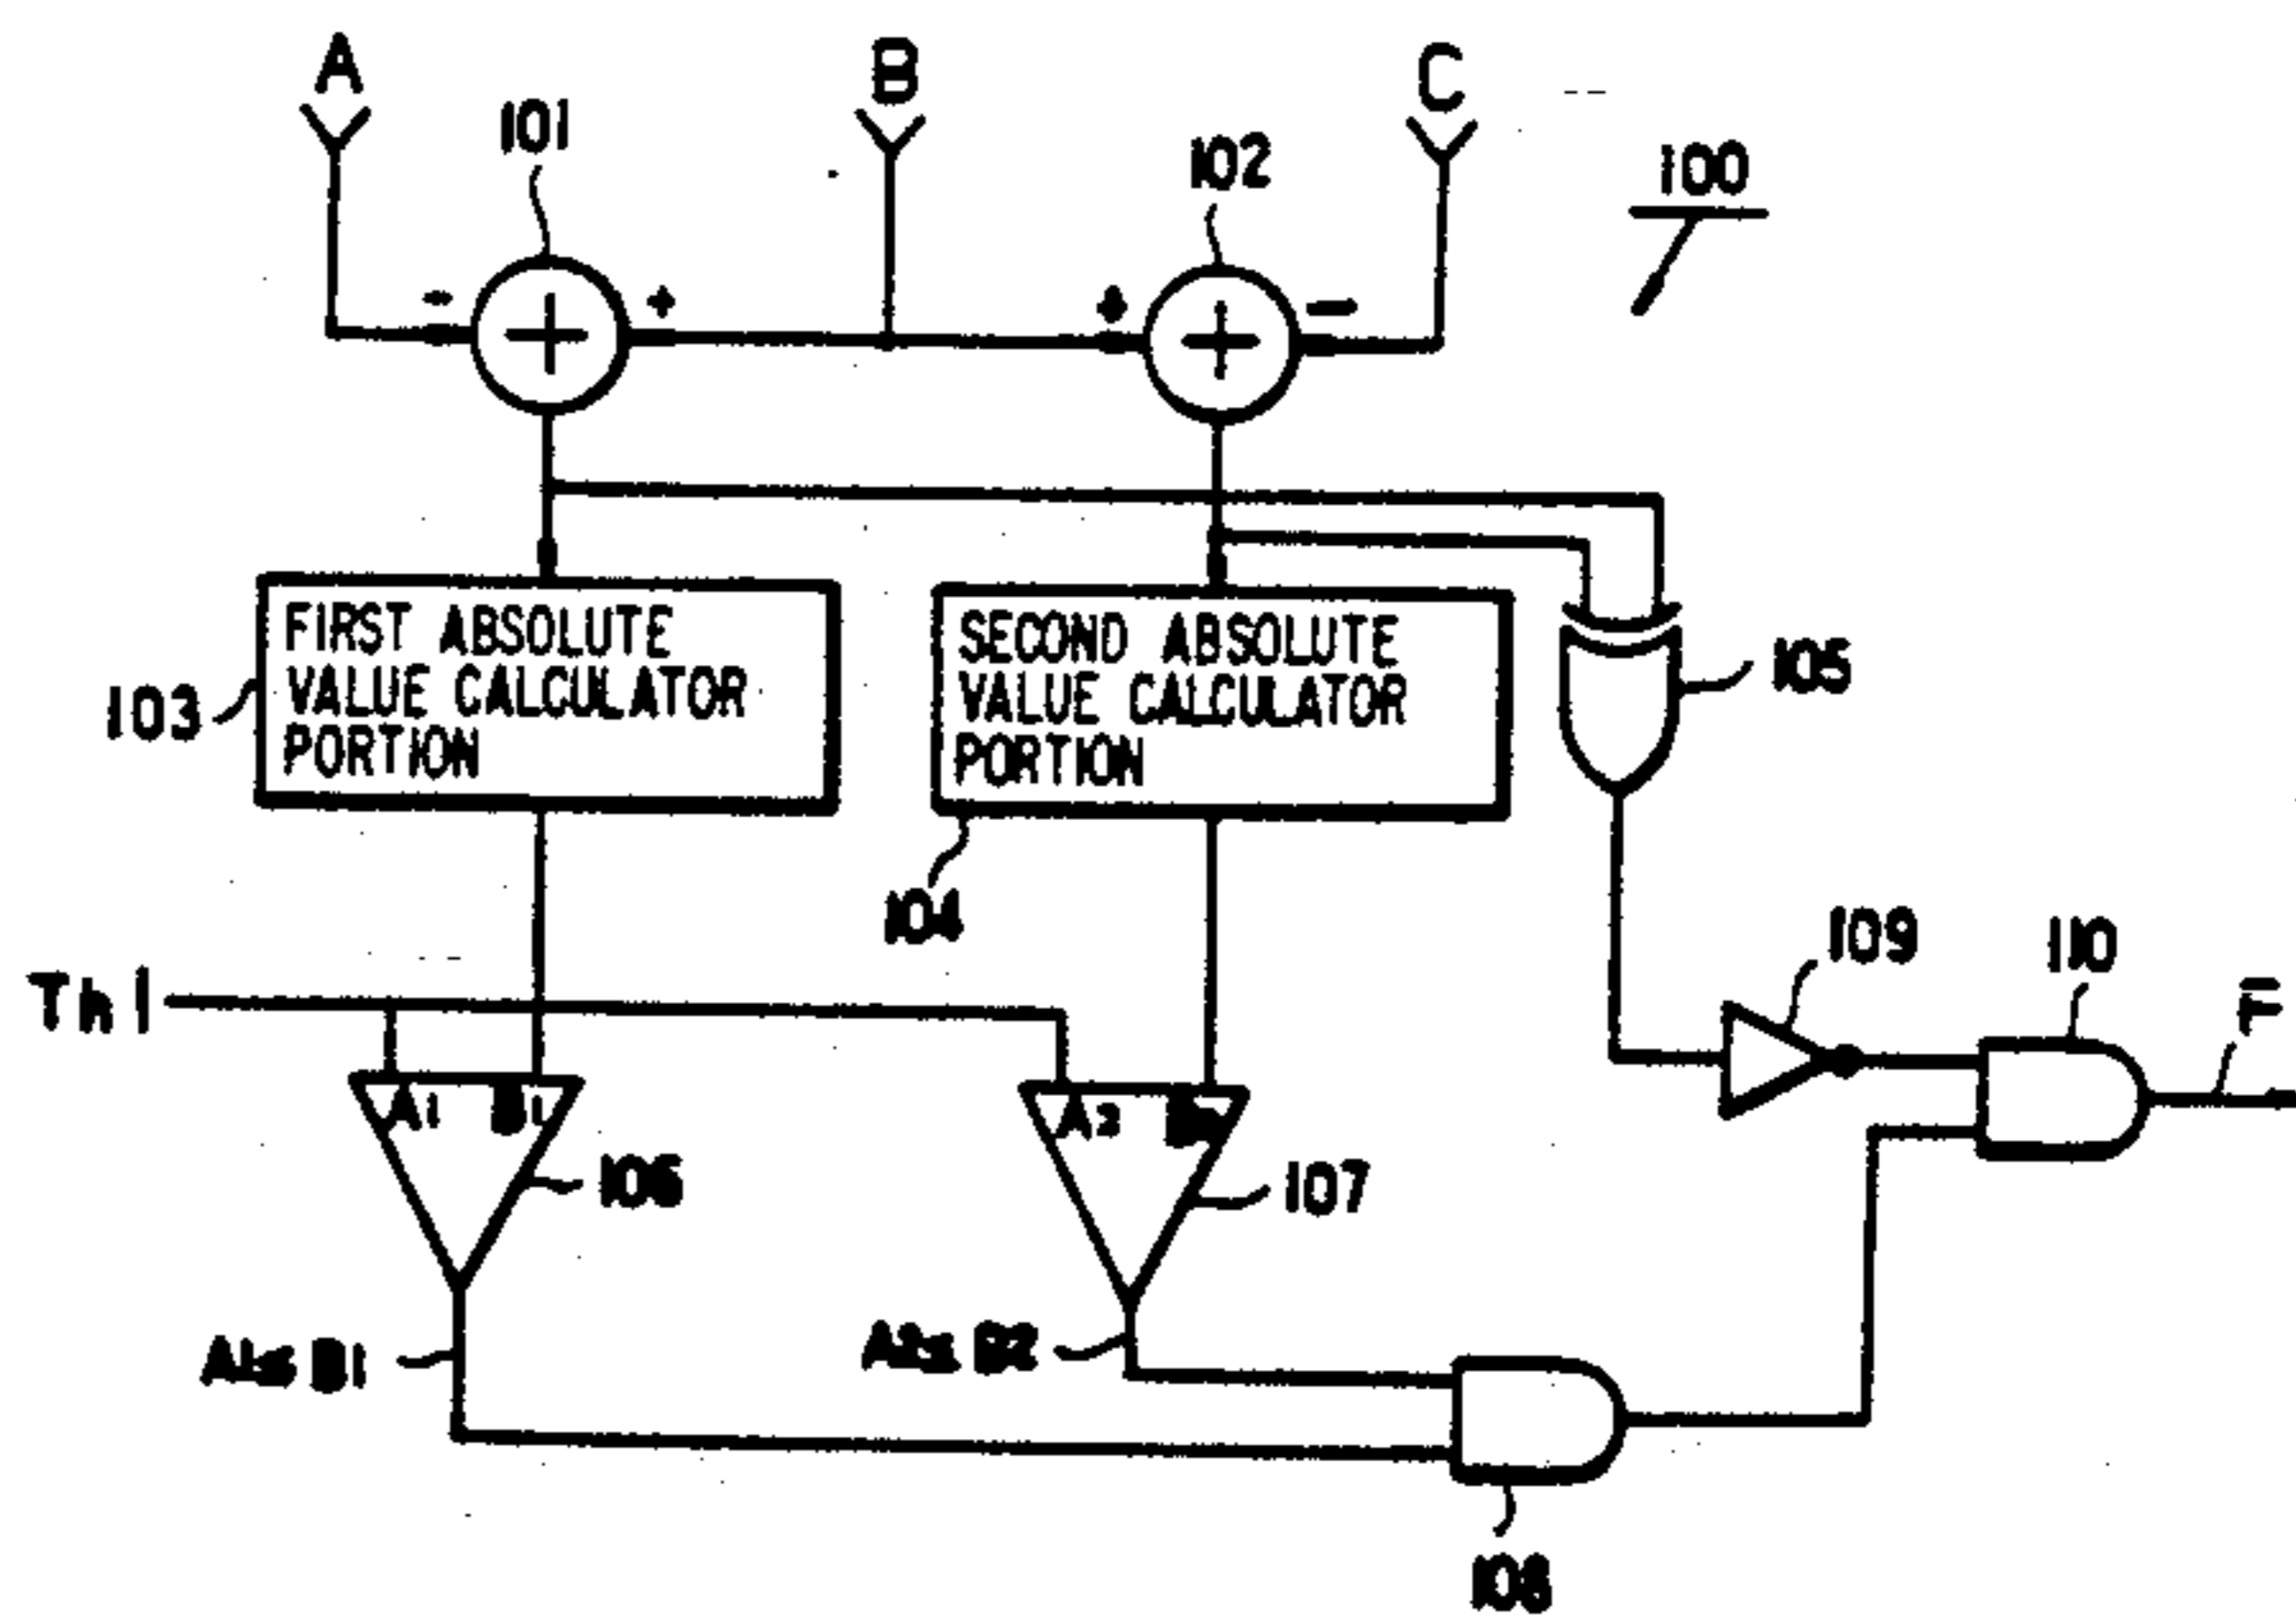 A
B
C
101
102
100
-
+
+
-
FIRST ABSOLUTE
VALUE CALCULATOR
PORTION
SECOND ABSOLUTE
VALUE CALCULATOR
PORTION
103
104
105
109
110
F
Th1
A1
B1
A2
106
107
108